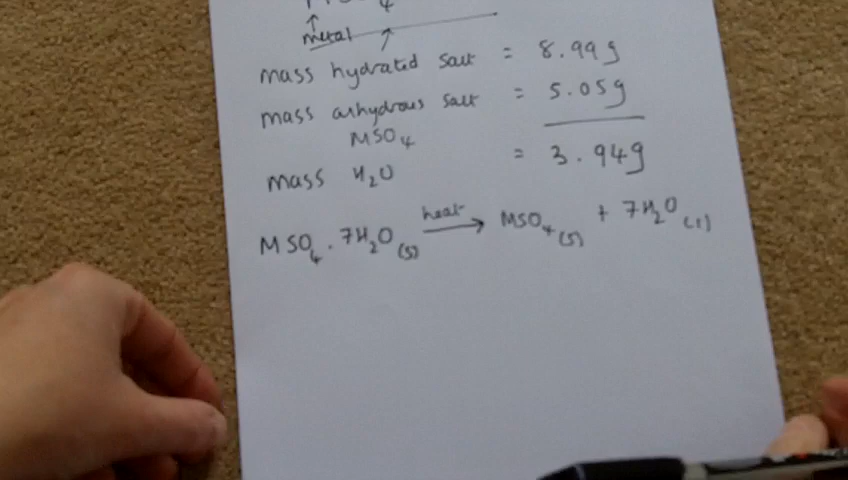 4
metal
mass hydrated salt = 8.99g
mass anhydrous salt = 5.05g
MSO4
mass H2O = 3.94g
MSO4.7H2O(s) heat → MSO4(s) + 7H2O(l)